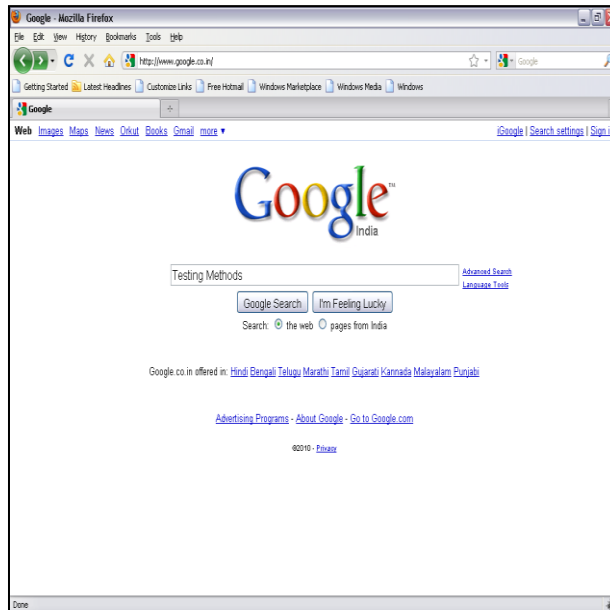 Google - Mozilla Firefox
File Edit View History Bookmarks Tools Help
http://www.google.co.in/ Google
Getting Started Latest Headlines Customize Links Free Hotmail Windows Marketplace Windows Media Windows
Google
Web Images Maps News Orkut Books Gmail more ▼ iGoogle | Search settings | Sign i
Google™
India
Testing Methods
Advanced Search
Language Tools
Google Search I'm Feeling Lucky
Search: the web pages from India
Google.co.in offered in: Hindi Bengali Telugu Marathi Tamil Gujarati Kannada Malayalam Punjabi
Advertising Programs - About Google - Go to Google.com
©2010 - Privacy
Done